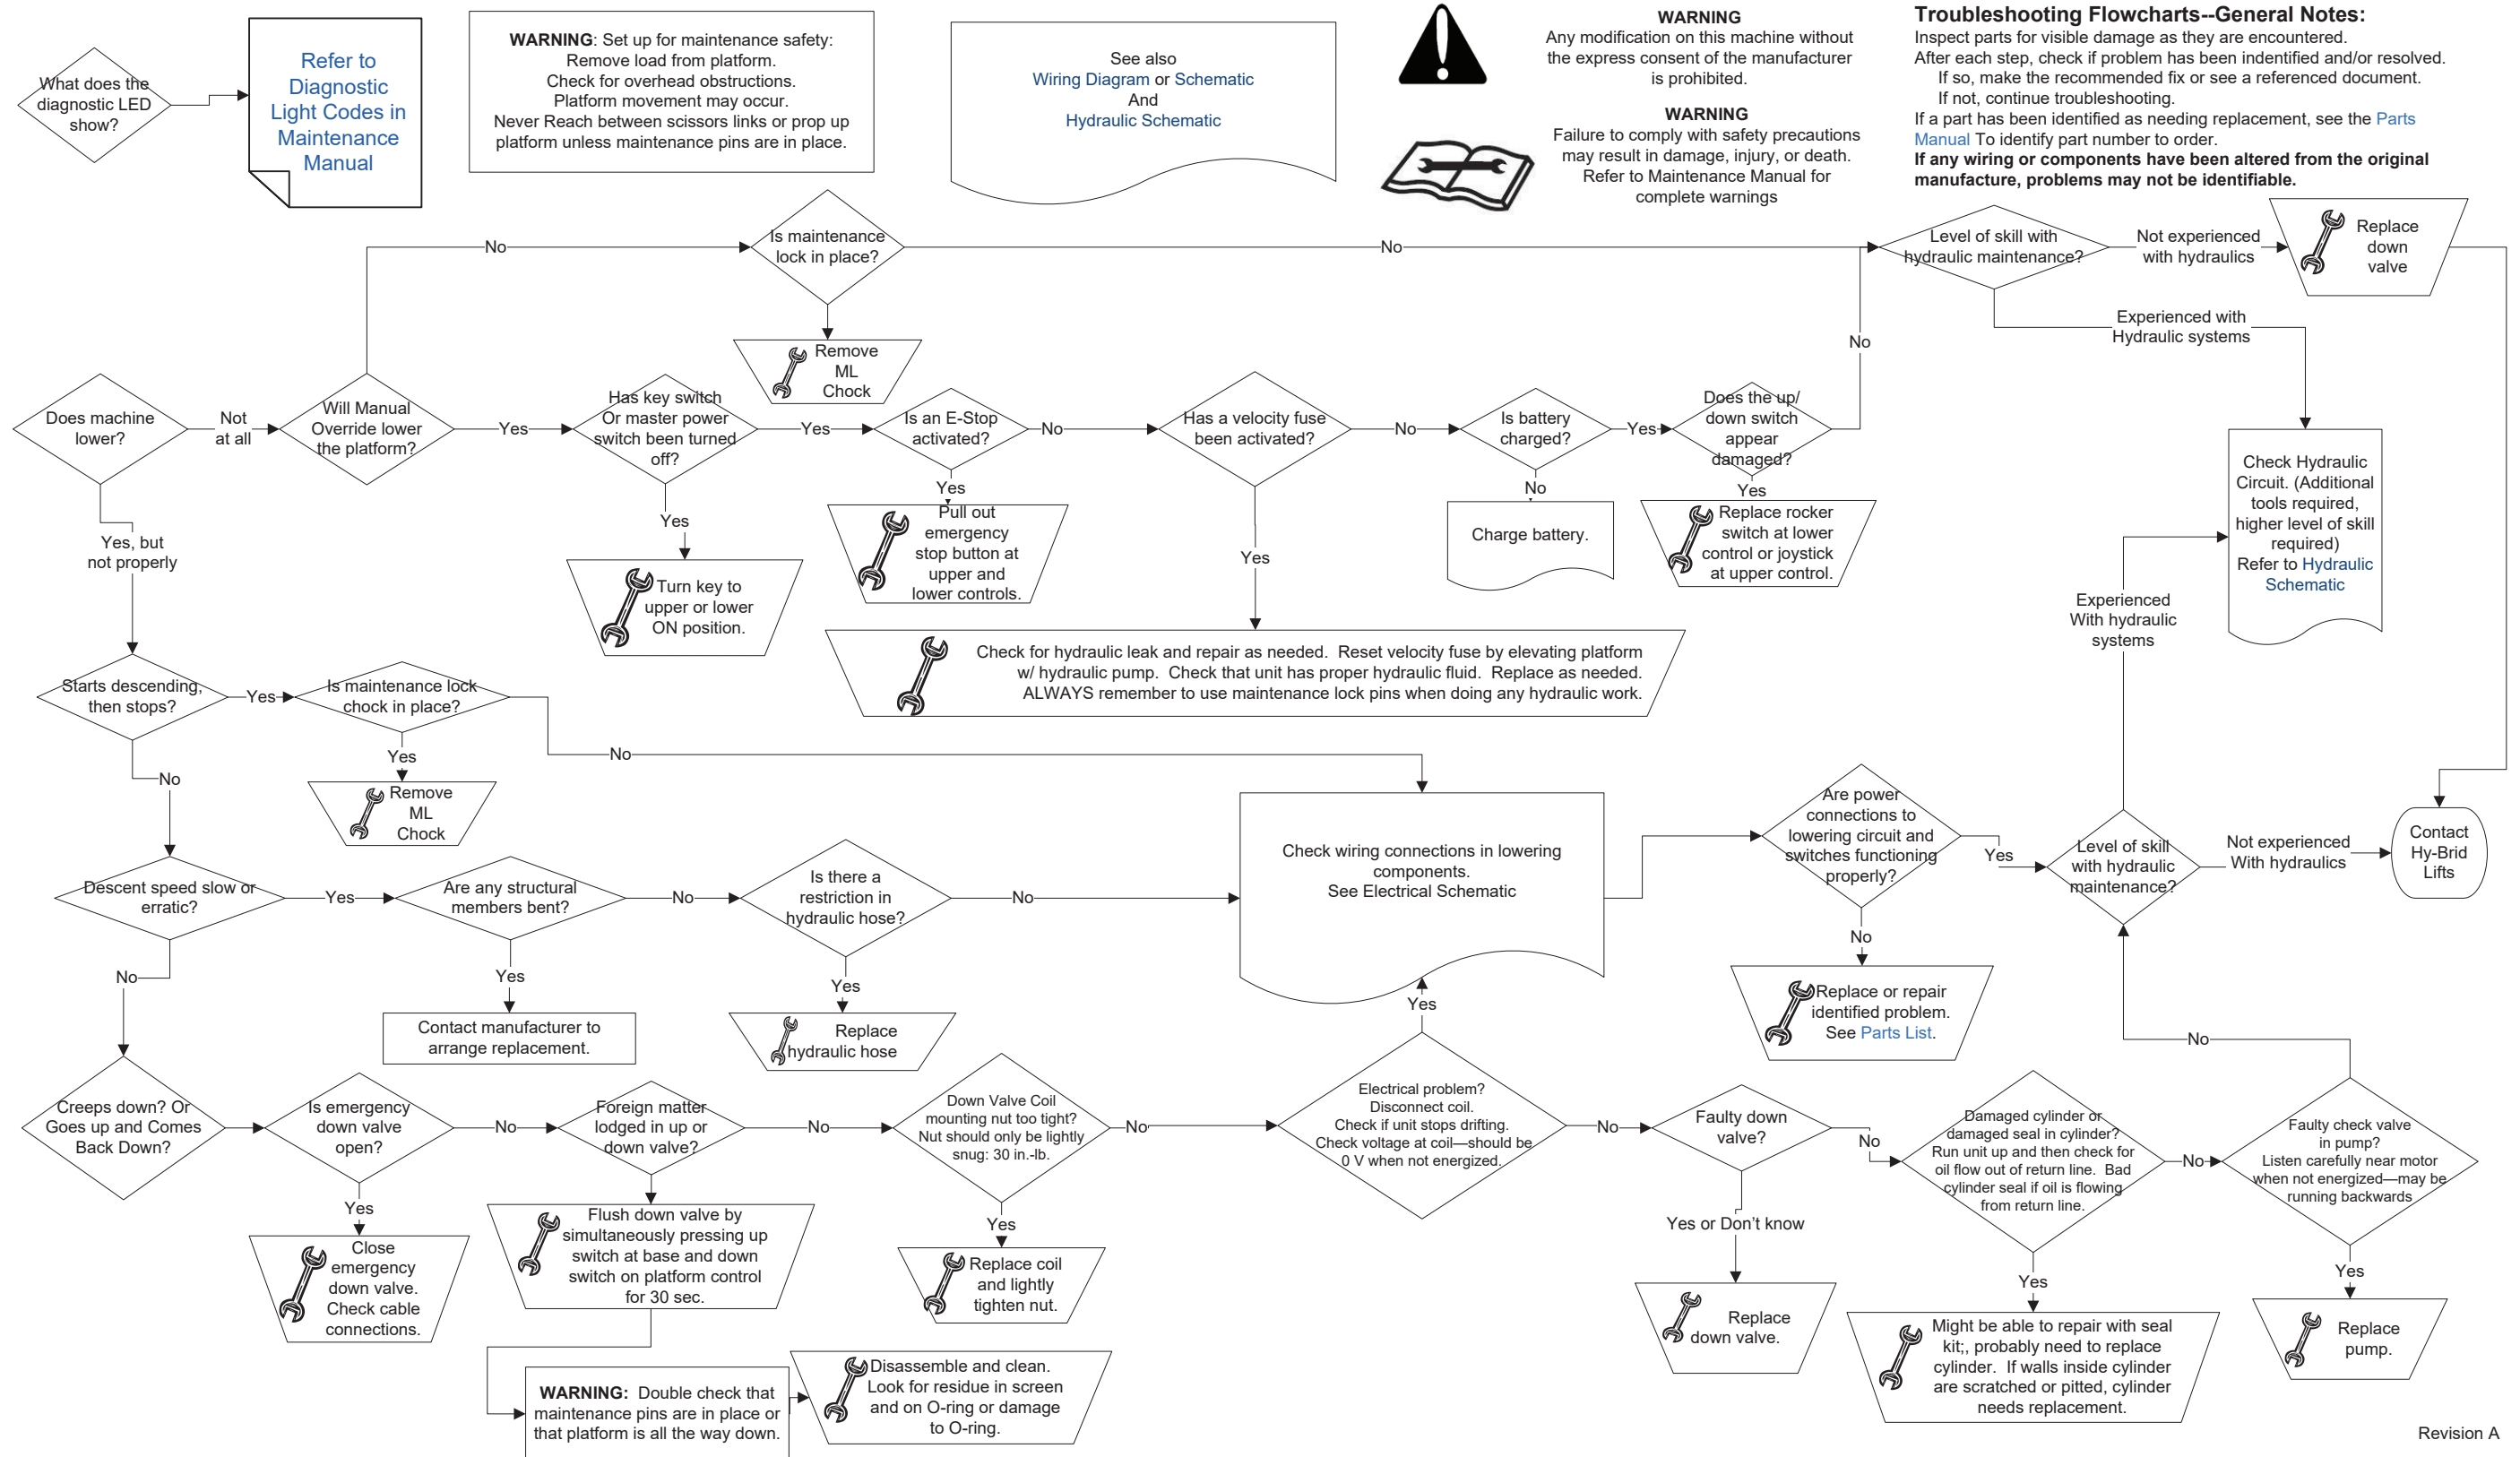 What does the
diagnostic LED
show?
Refer to
Diagnostic
Light Codes in
Maintenance
Manual
WARNING: Set up for maintenance safety:
Remove load from platform.
Check for overhead obstructions.
Platform movement may occur.
Never Reach between scissors links or prop up
platform unless maintenance pins are in place.
See also
Wiring Diagram or Schematic
And
Hydraulic Schematic
WARNING
Any modification on this machine without
the express consent of the manufacturer
is prohibited.
WARNING
Failure to comply with safety precautions
may result in damage, injury, or death.
Refer to Maintenance Manual for
complete warnings
Troubleshooting Flowcharts--General Notes:
Inspect parts for visible damage as they are encountered.
After each step, check if problem has been indentified and/or resolved.
If so, make the recommended fix or see a referenced document.
If not, continue troubleshooting.
If a part has been identified as needing replacement, see the Parts
Manual To identify part number to order.
If any wiring or components have been altered from the original
manufacture, problems may not be identifiable.
No
Is maintenance
lock in place?
No
Level of skill with
hydraulic maintenance?
Not experienced
with hydraulics
Replace
down
valve
Experienced with
Hydraulic systems
Remove
ML
Chock
No
Does machine
lower?
Not
at all
Will Manual
Override lower
the platform?
Yes
Has key switch
Or master power
switch been turned
off?
Yes
Is an E-Stop
activated?
No
Has a velocity fuse
been activated?
No
Is battery
charged?
Yes
Does the up/
down switch
appear
damaged?
Yes
Turn key to
upper or lower
ON position.
Yes
Pull out
emergency
stop button at
upper and
lower controls.
Yes
No
Charge battery.
Yes
Replace rocker
switch at lower
control or joystick
at upper control.
Check Hydraulic
Circuit. (Additional
tools required,
higher level of skill
required)
Refer to Hydraulic
Schematic
Yes, but
not properly
Check for hydraulic leak and repair as needed. Reset velocity fuse by elevating platform
w/ hydraulic pump. Check that unit has proper hydraulic fluid. Replace as needed.
ALWAYS remember to use maintenance lock pins when doing any hydraulic work.
Experienced
With hydraulic
systems
Starts descending,
then stops?
Yes
Is maintenance lock
chock in place?
No
Yes
Remove
ML
Chock
No
Check wiring connections in lowering
components.
See Electrical Schematic
Are power
connections to
lowering circuit and
switches functioning
properly?
Yes
Level of skill
with hydraulic
maintenance?
Not experienced
With hydraulics
Contact
Hy-Brid
Lifts
Descent speed slow or
erratic?
Yes
Are any structural
members bent?
No
Is there a
restriction in
hydraulic hose?
No
No
Yes
Contact manufacturer to
arrange replacement.
Yes
Replace
hydraulic hose
Yes
No
Replace or repair
identified problem.
See Parts List.
No
Creeps down? Or
Goes up and Comes
Back Down?
Is emergency
down valve
open?
No
Foreign matter
lodged in up or
down valve?
No
Down Valve Coil
mounting nut too tight?
Nut should only be lightly
snug: 30 in.-lb.
No
Electrical problem?
Disconnect coil.
Check if unit stops drifting.
Check voltage at coil—should be
0 V when not energized.
No
Faulty down
valve?
No
Damaged cylinder or
damaged seal in cylinder?
Run unit up and then check for
oil flow out of return line. Bad
cylinder seal if oil is flowing
from return line.
No
Faulty check valve
in pump?
Listen carefully near motor
when not energized—may be
running backwards
Yes
Close
emergency
down valve.
Check cable
connections.
Flush down valve by
simultaneously pressing up
switch at base and down
switch on platform control
for 30 sec.
Yes
Replace coil
and lightly
tighten nut.
Yes or Don't know
Replace
down valve.
Yes
Might be able to repair with seal
kit;, probably need to replace
cylinder. If walls inside cylinder
are scratched or pitted, cylinder
needs replacement.
Yes
Replace
pump.
WARNING: Double check that
maintenance pins are in place or
that platform is all the way down.
Disassemble and clean.
Look for residue in screen
and on O-ring or damage
to O-ring.
Revision A